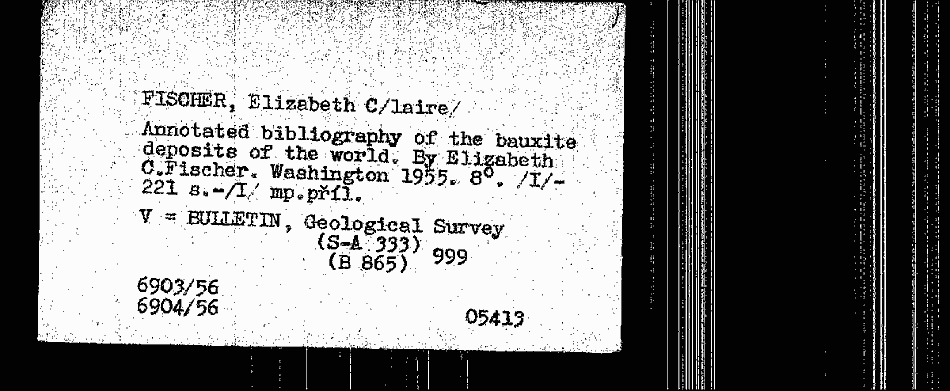 FISCHER, Elizabeth C/laire/
Annotated bibliography of the bauxite
deposits of the world. By Elizabeth
C.Fischer. Washington 1955. 8°. /I/-
221 s.-/I/ mp.příl.
V = BULLETIN, Geological Survey
(S-A 333) 999
(B 865)
6903/56
6904/56
05413